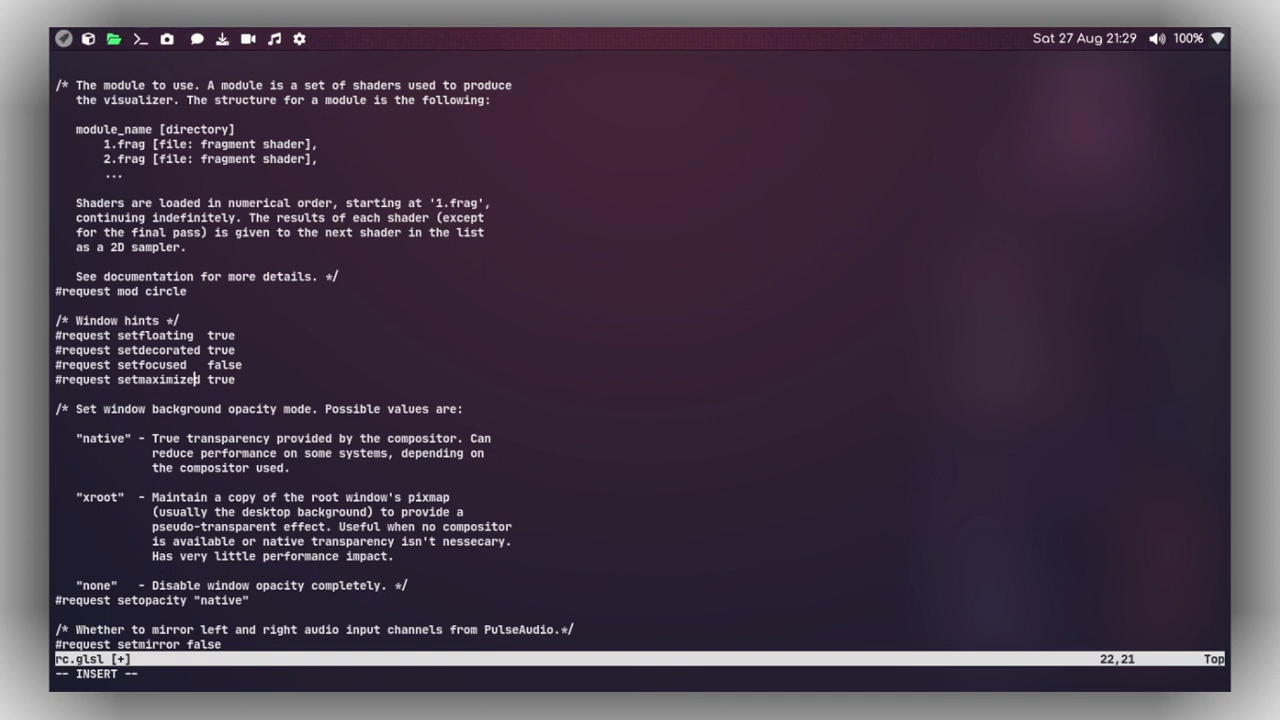 Sat 27 Aug 21:29 100%
/* The module to use. A module is a set of shaders used to produce
the visualizer. The structure for a module is the following:
module_name [directory]
1.frag [file: fragment shader],
2.frag [file: fragment shader],
...
Shaders are loaded in numerical order, starting at '1.frag',
continuing indefinitely. The results of each shader (except
for the final pass) is given to the next shader in the list
as a 2D sampler.
See documentation for more details. */
#request mod circle
/* Window hints */
#request setfloating true
#request setdecorated true
#request setfocused false
#request setmaximized true
/* Set window background opacity mode. Possible values are:
"native" - True transparency provided by the compositor. Can
reduce performance on some systems, depending on
the compositor used.
"xroot" - Maintain a copy of the root window's pixmap
(usually the desktop background) to provide a
pseudo-transparent effect. Useful when no compositor
is available or native transparency isn't nessecary.
Has very little performance impact.
"none" - Disable window opacity completely. */
#request setopacity "native"
/* Whether to mirror left and right audio input channels from PulseAudio.*/
#request setmirror false
rc.glsl [+] 22,21 Top
-- INSERT --